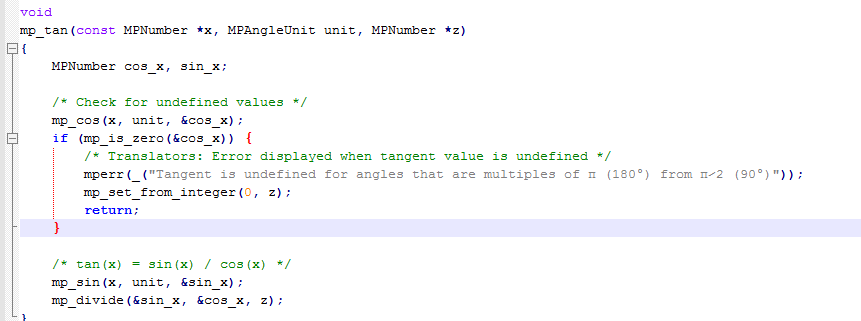 void
mp_tan(const MPNumber *x, MPAngleUnit unit, MPNumber *z)
{
    MPNumber cos_x, sin_x;

    /* Check for undefined values */
    mp_cos(x, unit, &cos_x);
    if (mp_is_zero(&cos_x)) {
        /* Translators: Error displayed when tangent value is undefined */
        mperr(_("Tangent is undefined for angles that are multiples of π (180°) from π∕2 (90°)"));
        mp_set_from_integer(0, z);
        return;
    }

    /* tan(x) = sin(x) / cos(x) */
    mp_sin(x, unit, &sin_x);
    mp_divide(&sin_x, &cos_x, z);
}